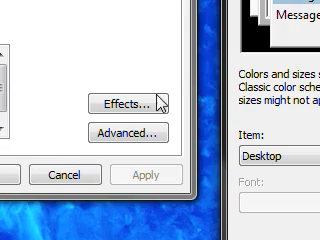 Message
Effects...
Advanced...
Cancel
Apply
Colors and sizes s
Classic color sche
sizes might not ap
Item:
Desktop
Font: